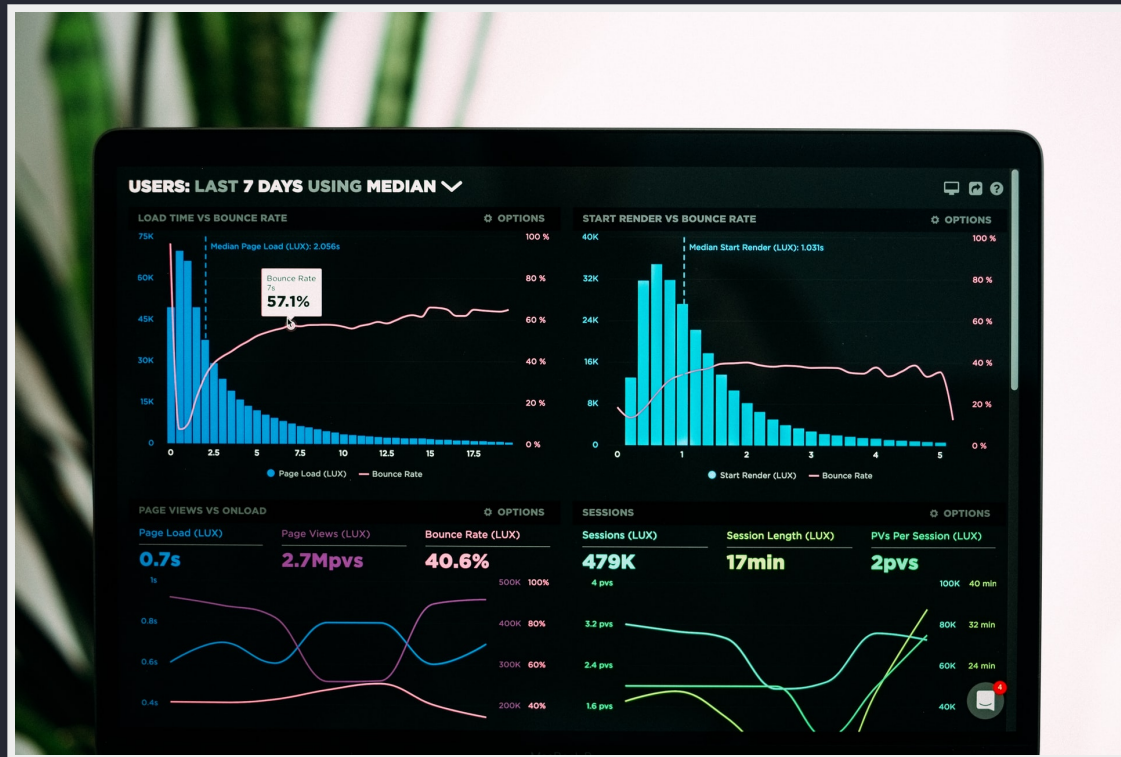 USERS: LAST 7 DAYS USING MEDIAN
LOAD TIME VS BOUNCE RATE
OPTIONS
75K
60K
45K
30K
15K
0
Median Page Load (LUX): 2.056s
Bounce Rate
7s
57.1%
100 %
80 %
60 %
40 %
20 %
0 %
0 2.5 5 7.5 10 12.5 15 17.5
Page Load (LUX) Bounce Rate
START RENDER VS BOUNCE RATE
OPTIONS
40K
32K
24K
16K
8K
0
Median Start Render (LUX): 1.031s
100 %
80 %
60 %
40 %
20 %
0 %
0 1 2 3 4 5
Start Render (LUX) Bounce Rate
PAGE VIEWS VS ONLOAD
OPTIONS
Page Load (LUX) Page Views (LUX) Bounce Rate (LUX)
0.7s 2.7Mpvs 40.6%
1s
0.8s
0.6s
0.4s
500K 100%
400K 80%
300K 60%
200K 40%
SESSIONS
OPTIONS
Sessions (LUX) Session Length (LUX) PVs Per Session (LUX)
479K 17min 2pvs
4 pvs
3.2 pvs
2.4 pvs
1.6 pvs
100K 40 min
80K 32 min
60K 24 min
40K
4